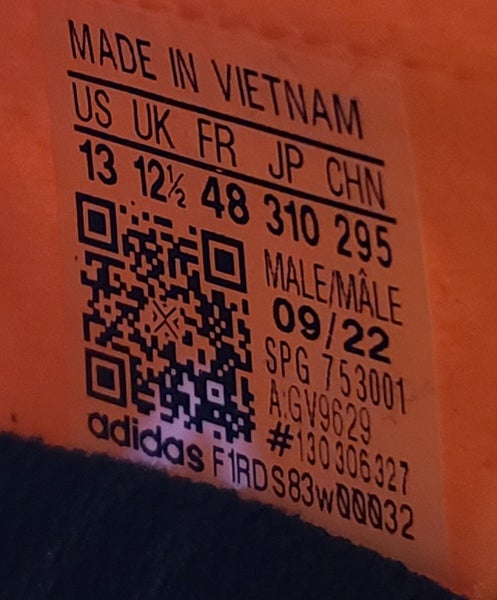 MADE IN VIETNAM
US UK FR JP CHN
13 12½ 48 310 295
MALE/MÂLE
09/22
SPG 753001
A:GV9629
#130306327
adidas F1RDS83w00032